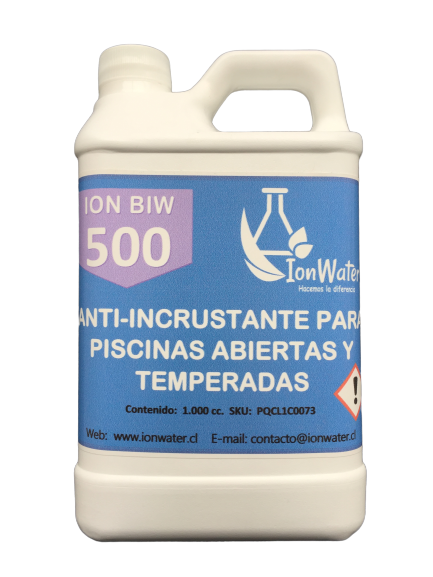 ION BIW
500
IonWater
Hacemos la diferencia
ANTI-INCRUSTANTE PARA
PISCINAS ABIERTAS Y
TEMPERADAS
Contenido: 1.000 cc. SKU: PQCL1C0073
!
Web: www.ionwater.cl E-mail: contacto@ionwater.cl